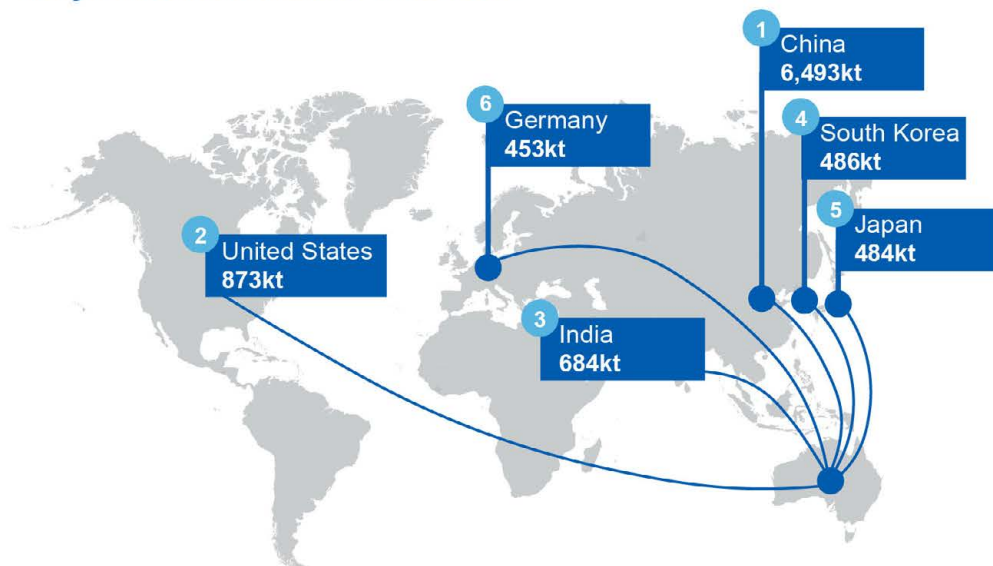 1
China
6,493kt
6
Germany
453kt
4
South Korea
486kt
2
United States
873kt
5
Japan
484kt
3
India
684kt